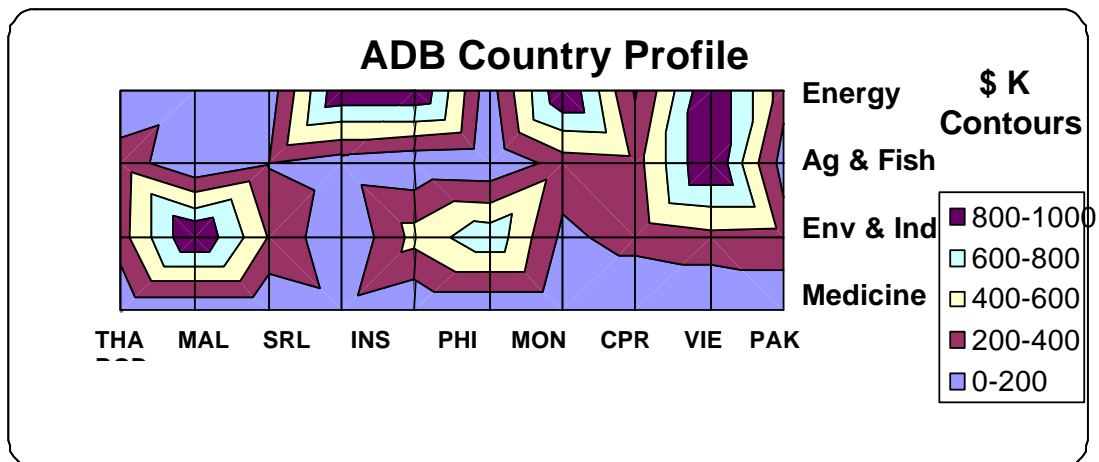 ADB Country Profile
$ K
Contours
Energy
Ag & Fish
Env & Ind
Medicine
800-1000
600-800
400-600
200-400
0-200
THA MAL SRL INS PHI MON CPR VIE PAK